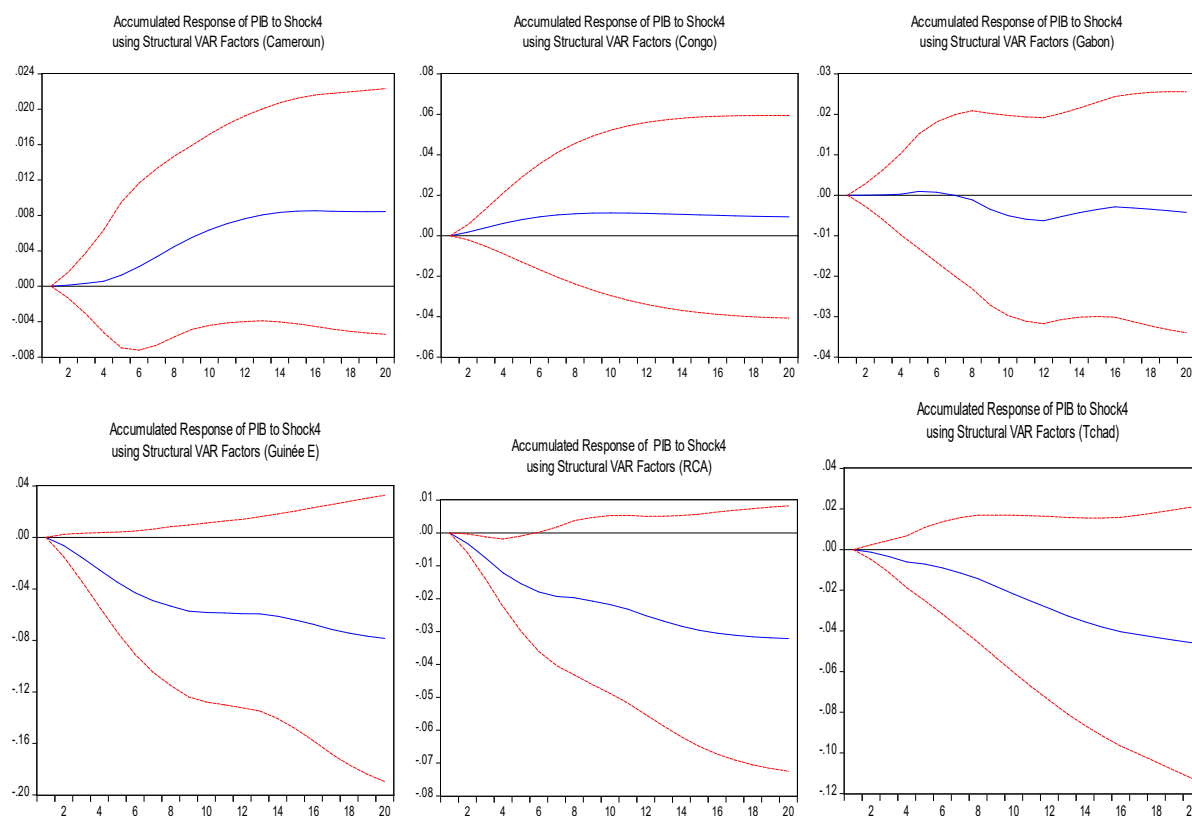 Accumulated Response of PIB to Shock4
using Structural VAR Factors (Cameroun)
.024
.020
.016
.012
.008
.004
.000
-.004
-.008
2 4 6 8 10 12 14 16 18 20
Accumulated Response of PIB to Shock4
using Structural VAR Factors (Congo)
.08
.06
.04
.02
.00
-.02
-.04
-.06
2 4 6 8 10 12 14 16 18 20
Accumulated Response of PIB to Shock4
using Structural VAR Factors (Gabon)
.03
.02
.01
.00
-.01
-.02
-.03
-.04
2 4 6 8 10 12 14 16 18 20
Accumulated Response of PIB to Shock4
using Structural VAR Factors (Guinée E)
.04
.00
-.04
-.08
-.12
-.16
-.20
2 4 6 8 10 12 14 16 18 20
Accumulated Response of PIB to Shock4
using Structural VAR Factors (RCA)
.01
.00
-.01
-.02
-.03
-.04
-.05
-.06
-.07
-.08
2 4 6 8 10 12 14 16 18 20
Accumulated Response of PIB to Shock4
using Structural VAR Factors (Tchad)
.04
.02
.00
-.02
-.04
-.06
-.08
-.10
-.12
2 4 6 8 10 12 14 16 18